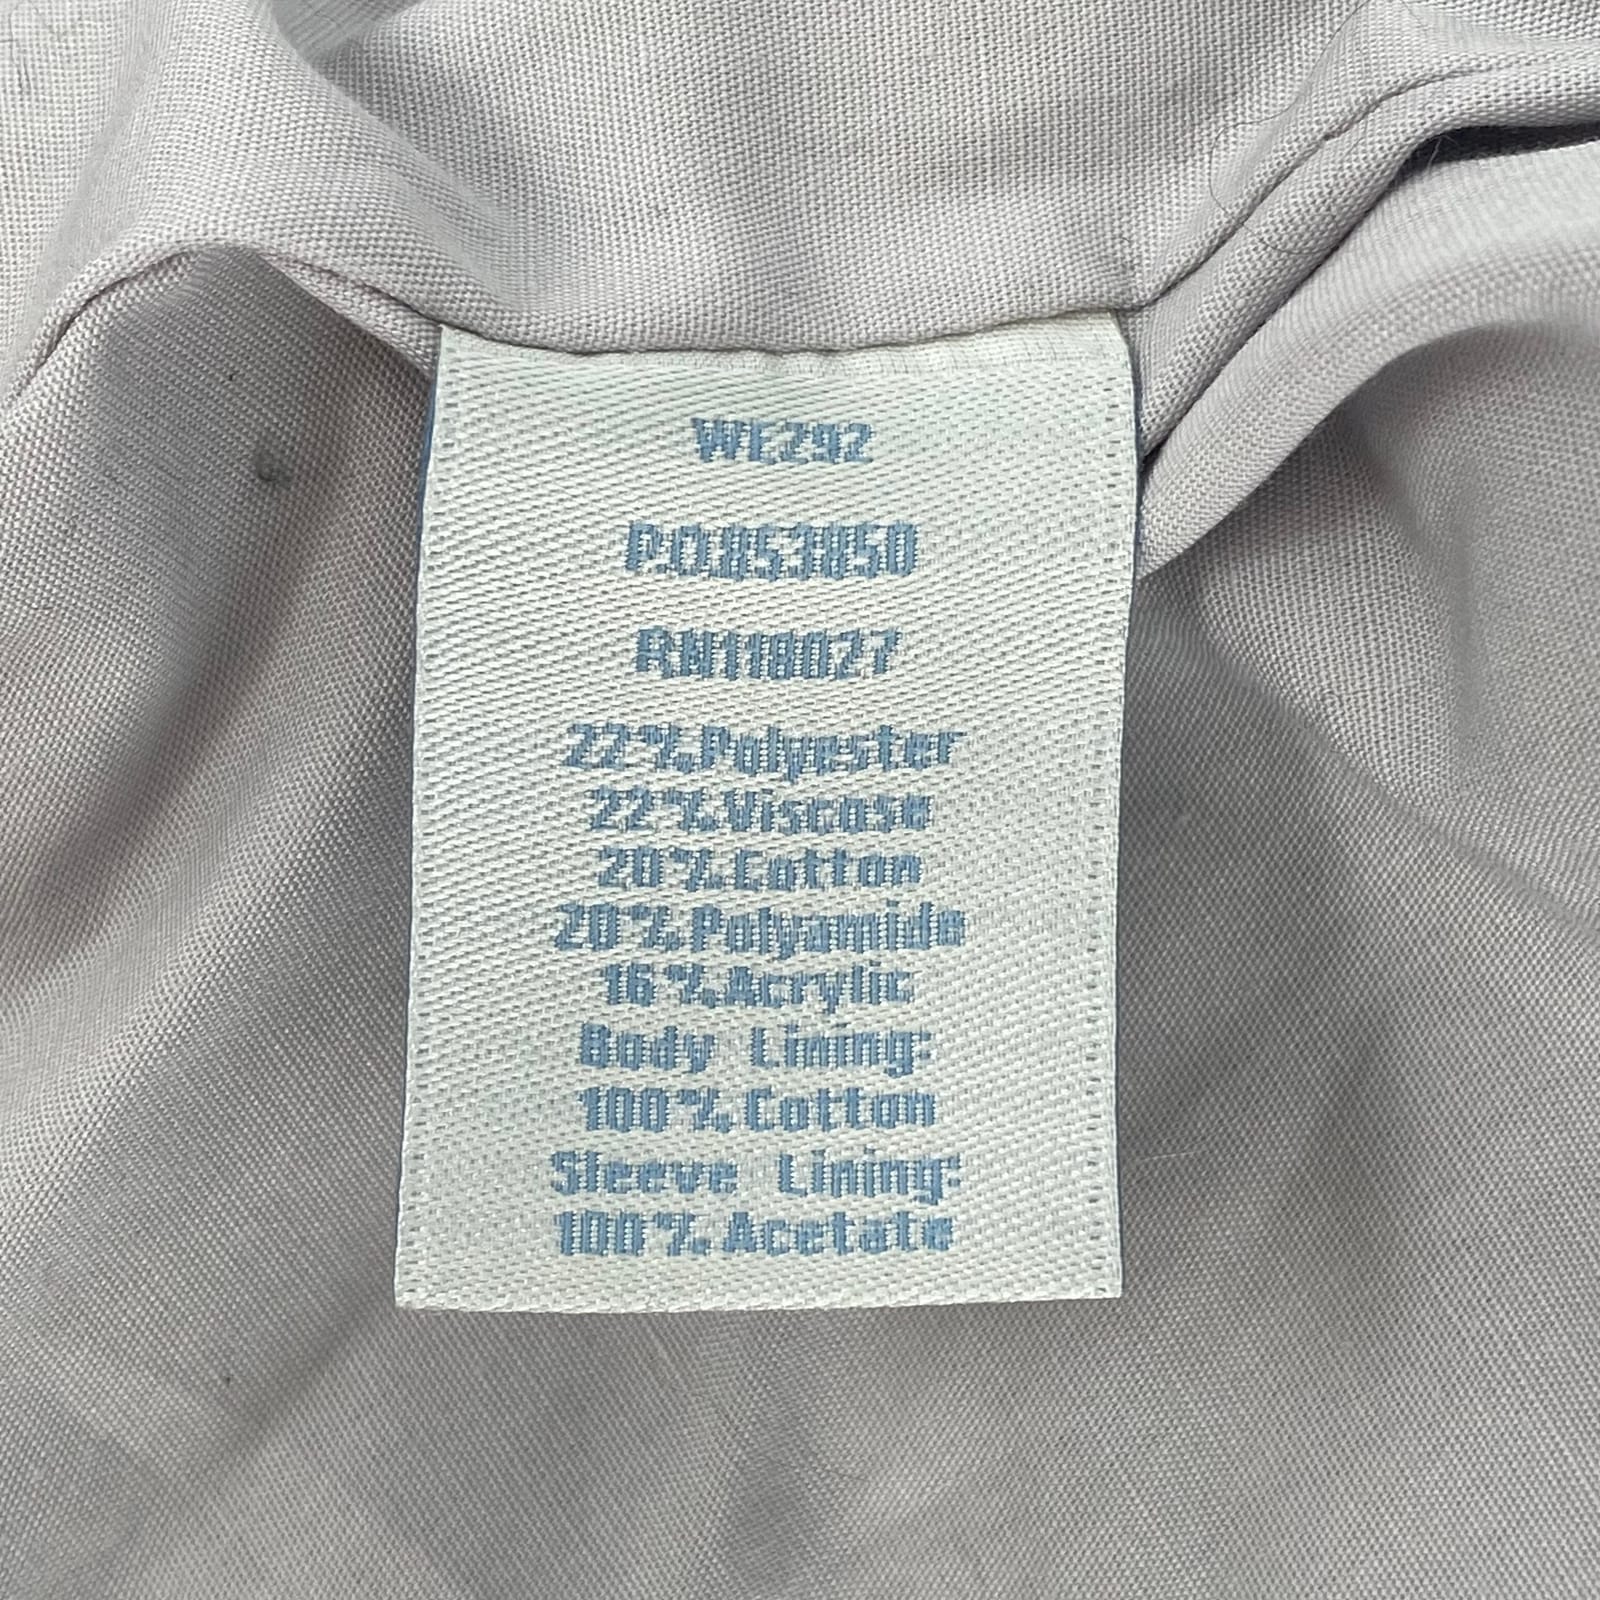 WE292
P.O.853850
RN118027
22%Polyester
22%Viscose
20%Cotton
20%Polyamide
16%Acrylic
Body Lining:
100%Cotton
Sleeve Lining:
100%Acetate